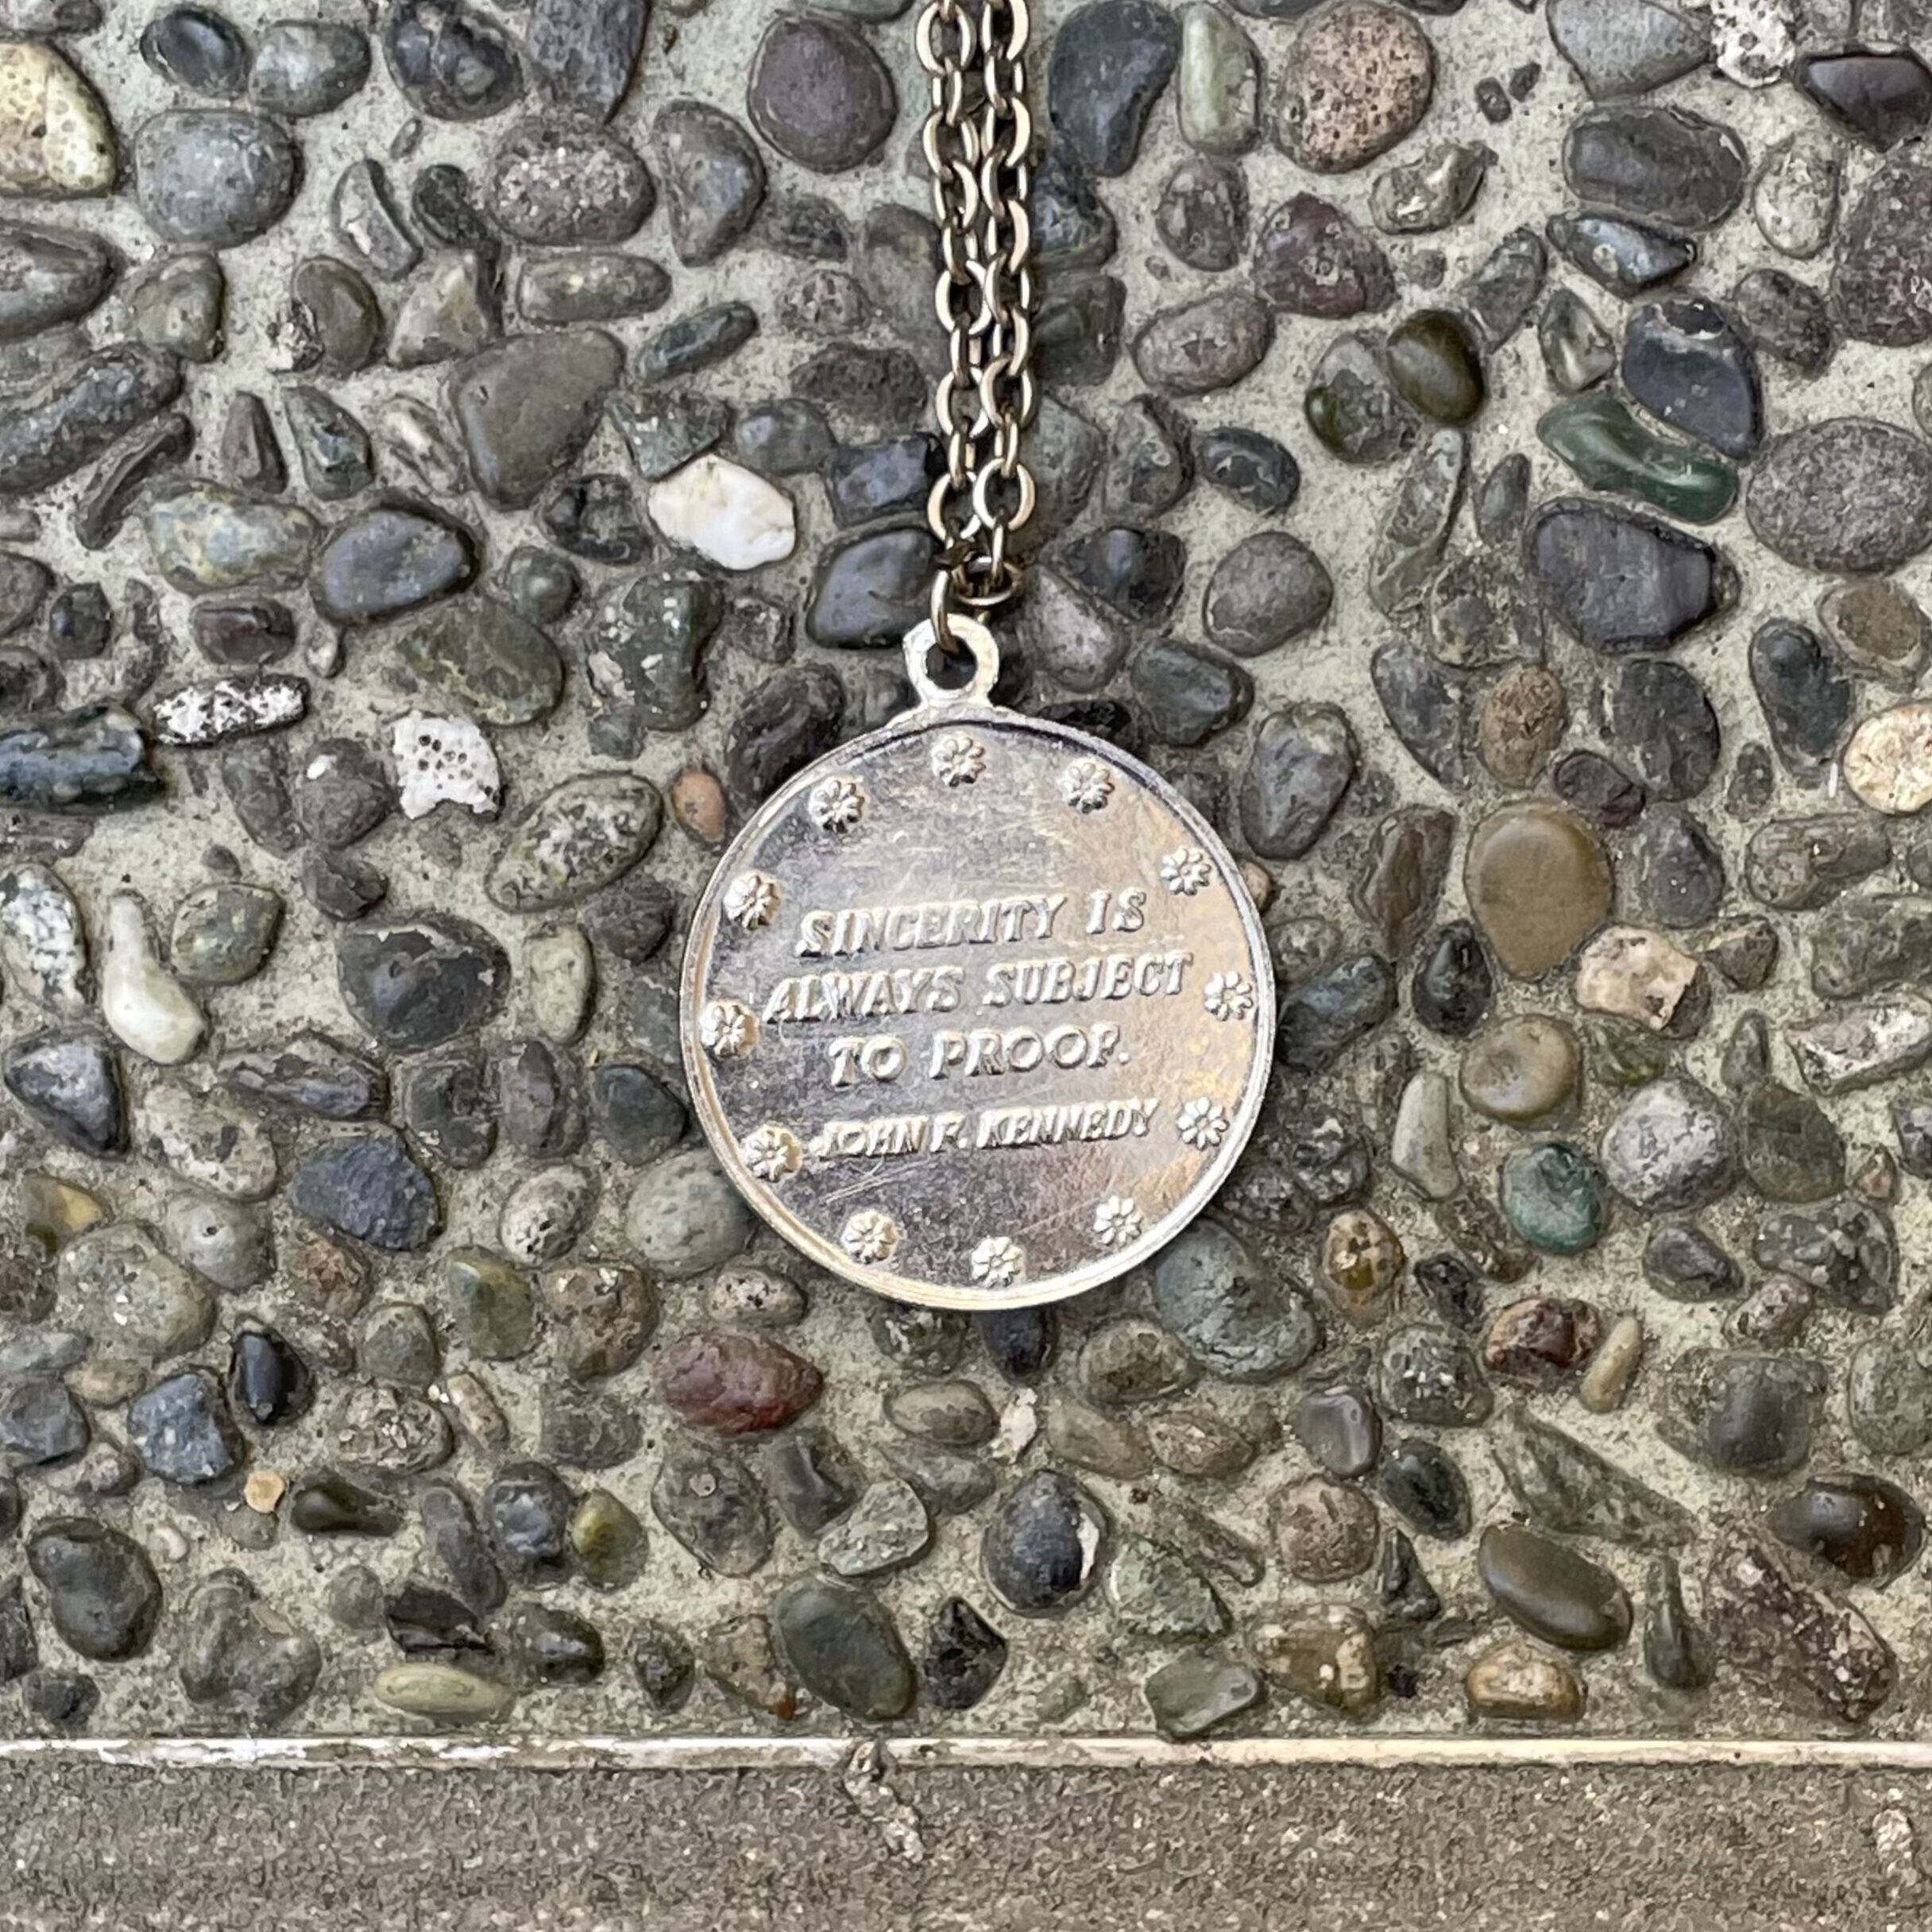 SINCERITY IS
ALWAYS SUBJECT
TO PROOF.
JOHN F. KENNEDY